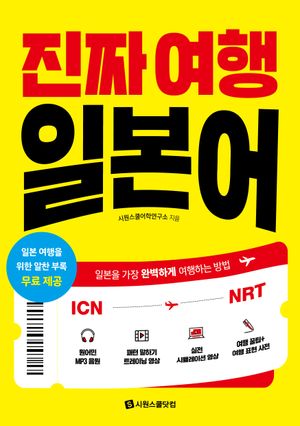 진짜 여행
일본어
시원스쿨어학연구소 지음
일본 여행을
위한 알찬 부록
무료 제공
일본을 가장 완벽하게 여행하는 방법
ICN
NRT
원어민
MP3 음원
패턴 말하기
트레이닝 영상
실전
시뮬레이션 영상
여행 꿀팁+
여행 표현 사전
S 시원스쿨닷컴